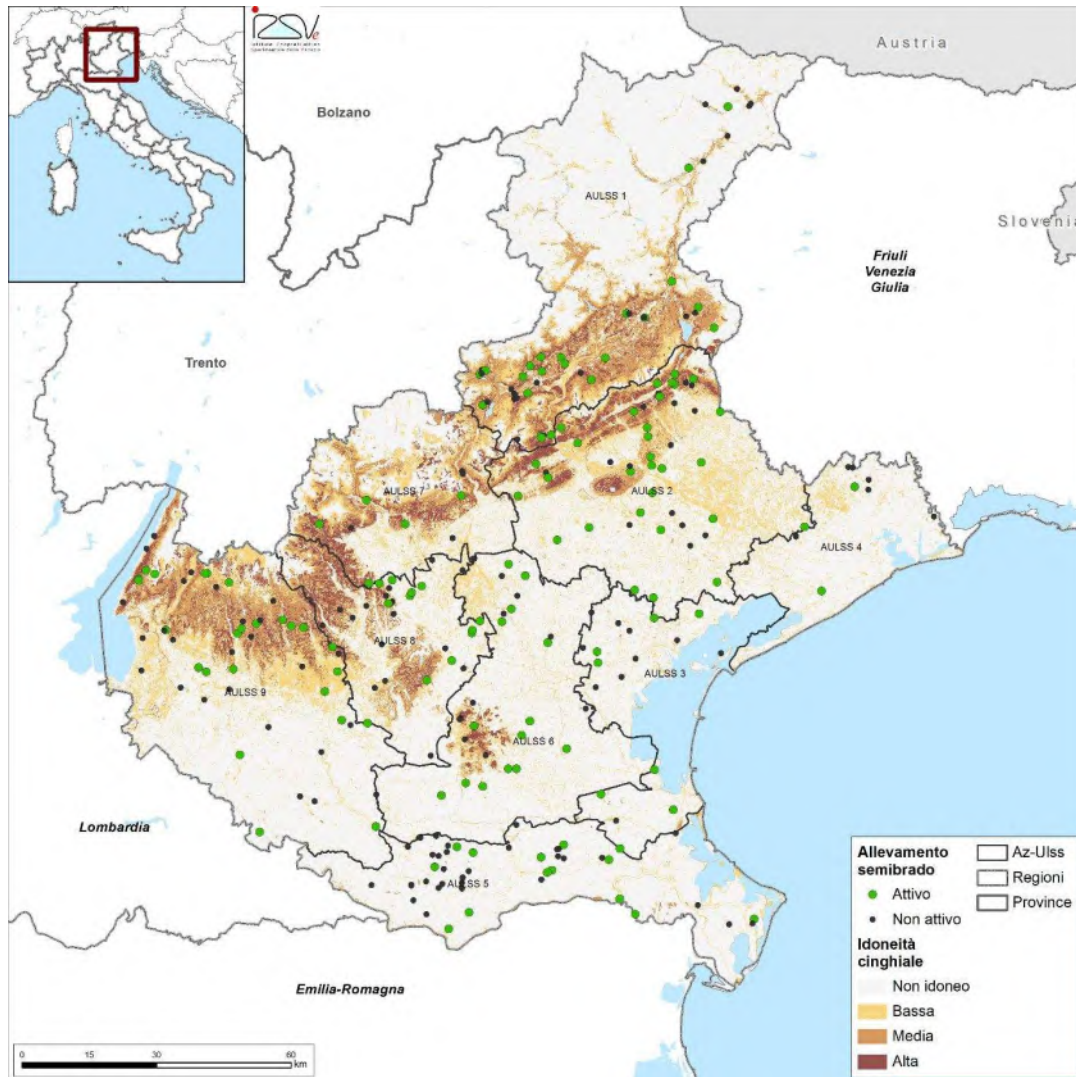 Austria
Bolzano
Slovenia
AULSS 1
Friuli
Venezia
Giulia
Trento
AULSS 7
AULSS 2
AULSS 4
AULSS 8
AULSS 3
AULSS 9
AULSS 6
Lombardia
AULSS 5
Emilia-Romagna
Allevamento
semibrado
Attivo
Non attivo
Idoneità
cinghiale
Non idoneo
Bassa
Media
Alta
Az-Ulss
Regioni
Province
0 15 30 60
km